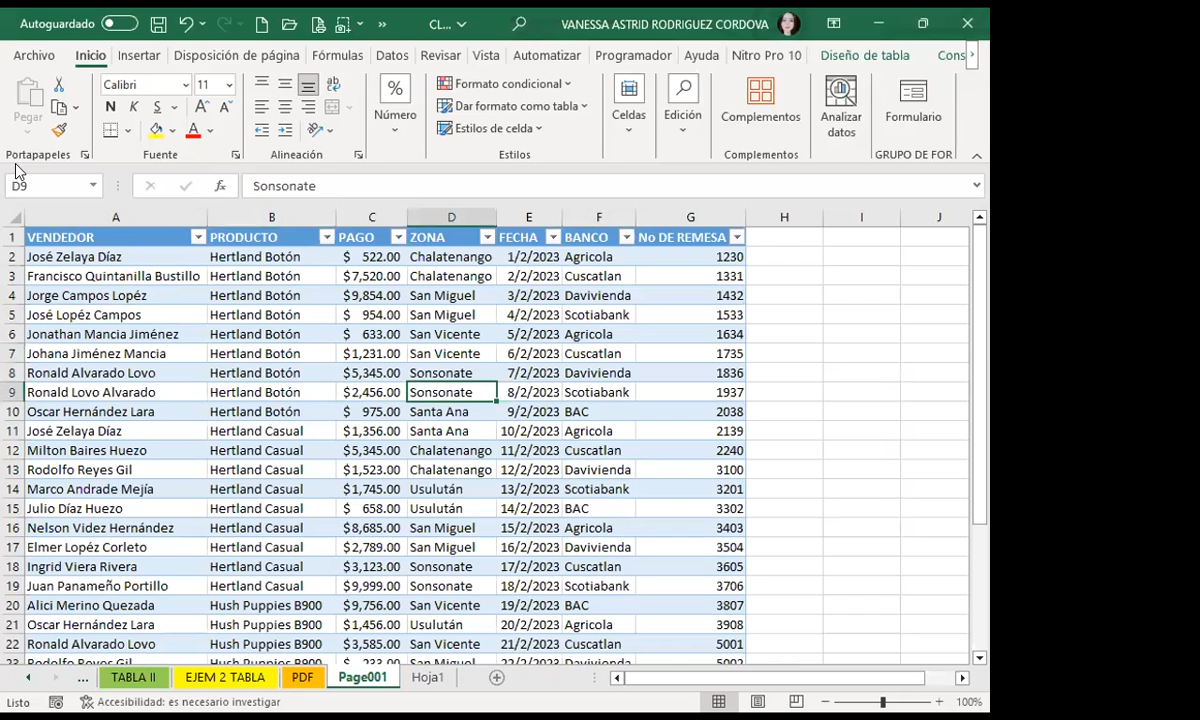 Autoguardado CL... VANESSA ASTRID RODRIGUEZ CORDOVA
Archivo Inicio Insertar Disposición de página Fórmulas Datos Revisar Vista Automatizar Programador Ayuda Nitro Pro 10 Diseño de tabla Cons
Pegar
Portapapeles
Calibri 11
N K S
Fuente
Alineación
% Número
Formato condicional
Dar formato como tabla
Estilos de celda
Estilos
Celdas
Edición
Complementos
Complementos
Analizar datos
Formulario
GRUPO DE FOR
D9 fx Sonsonate
A B C D E F G H I J
1 VENDEDOR PRODUCTO PAGO ZONA FECHA BANCO No DE REMESA
2 José Zelaya Díaz Hertland Botón $ 522.00 Chalatenango 1/2/2023 Agricola 1230
3 Francisco Quintanilla Bustillo Hertland Botón $7,520.00 Chalatenango 2/2/2023 Cuscatlan 1331
4 Jorge Campos Lopéz Hertland Botón $9,854.00 San Miguel 3/2/2023 Davivienda 1432
5 José Lopéz Campos Hertland Botón $ 954.00 San Miguel 4/2/2023 Scotiabank 1533
6 Jonathan Mancia Jiménez Hertland Botón $ 633.00 San Vicente 5/2/2023 Agricola 1634
7 Johana Jiménez Mancia Hertland Botón $1,231.00 San Vicente 6/2/2023 Cuscatlan 1735
8 Ronald Alvarado Lovo Hertland Botón $5,345.00 Sonsonate 7/2/2023 Davivienda 1836
9 Ronald Lovo Alvarado Hertland Botón $2,456.00 Sonsonate 8/2/2023 Scotiabank 1937
10 Oscar Hernández Lara Hertland Botón $ 975.00 Santa Ana 9/2/2023 BAC 2038
11 José Zelaya Díaz Hertland Casual $1,356.00 Santa Ana 10/2/2023 Agricola 2139
12 Milton Baires Huezo Hertland Casual $5,345.00 Chalatenango 11/2/2023 Cuscatlan 2240
13 Rodolfo Reyes Gil Hertland Casual $1,523.00 Chalatenango 12/2/2023 Davivienda 3100
14 Marco Andrade Mejía Hertland Casual $1,745.00 Usulután 13/2/2023 Scotiabank 3201
15 Julio Díaz Huezo Hertland Casual $ 658.00 Usulután 14/2/2023 BAC 3302
16 Nelson Videz Hernández Hertland Casual $8,685.00 San Miguel 15/2/2023 Agricola 3403
17 Elmer Lopéz Corleto Hertland Casual $2,789.00 San Miguel 16/2/2023 Davivienda 3504
18 Ingrid Viera Rivera Hertland Casual $3,123.00 Sonsonate 17/2/2023 Cuscatlan 3605
19 Juan Panameño Portillo Hertland Casual $9,999.00 Sonsonate 18/2/2023 Scotiabank 3706
20 Alici Merino Quezada Hush Puppies B900 $9,756.00 San Vicente 19/2/2023 BAC 3807
21 Oscar Hernández Lara Hush Puppies B900 $1,456.00 Usulután 20/2/2023 Agricola 3908
22 Ronald Alvarado Lovo Hush Puppies B900 $3,585.00 San Vicente 21/2/2023 Cuscatlan 5001
23 Rodolfo Reyes Gil Hush Puppies B900 $ 233.00 San Miguel 22/2/2023 Davivienda 5002
... TABLA II EJEM 2 TABLA PDF Page001 Hoja1
Listo Accesibilidad: es necesario investigar 100%